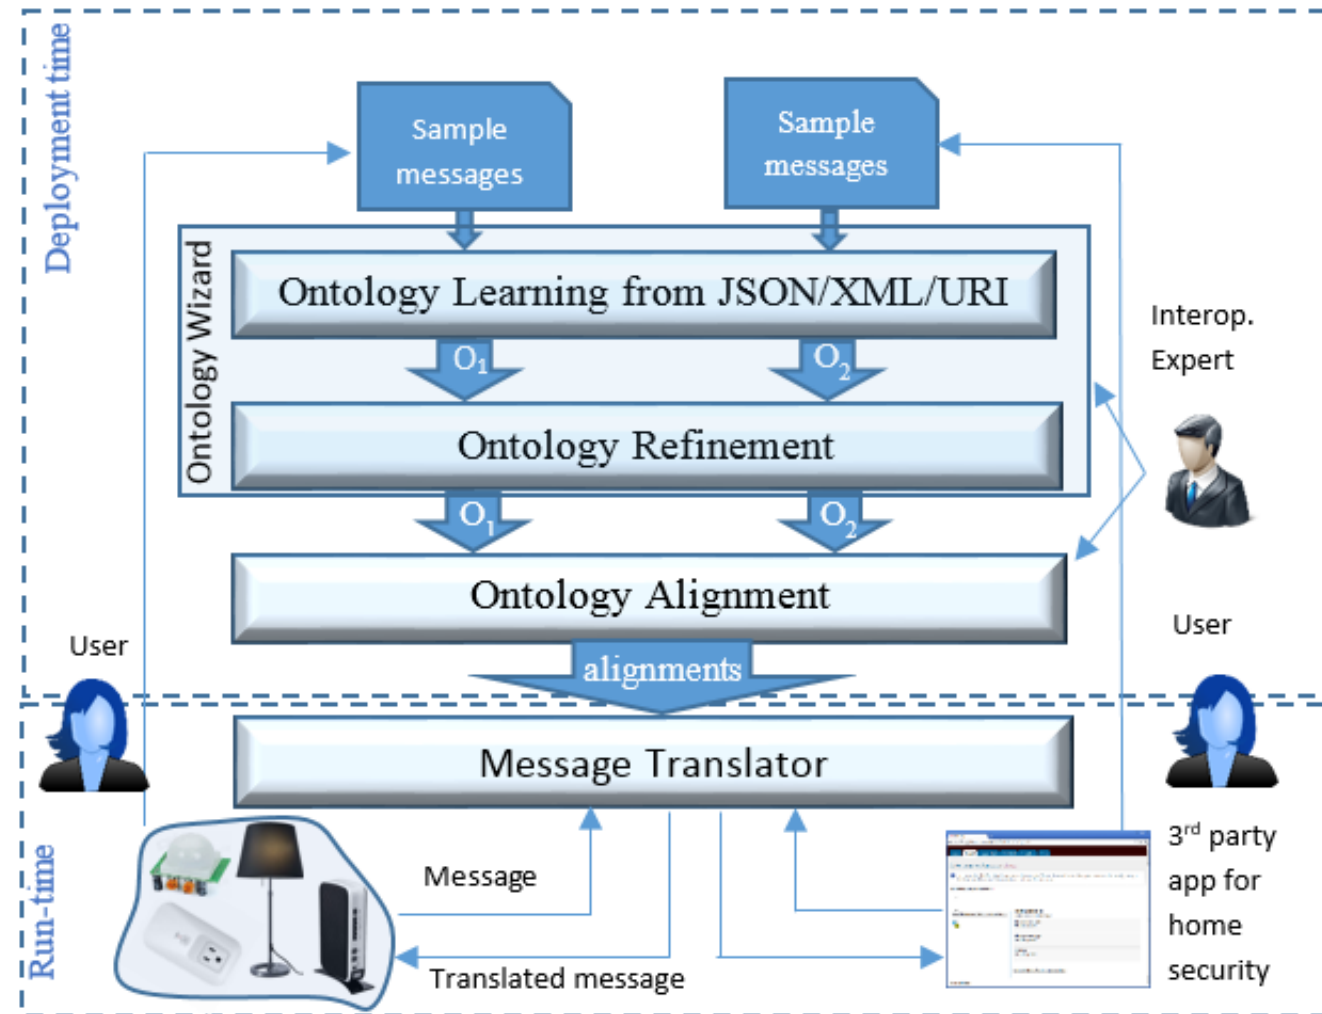 Deployment time
Sample
messages
Sample
messages
Ontology Wizard
Ontology Learning from JSON/XML/URI
O₁
O₂
Interop.
Expert
Ontology Refinement
O₁
O₂
Ontology Alignment
User
User
alignments
Message Translator
Run-time
Message
Translated message
3rd party
app for
home
security